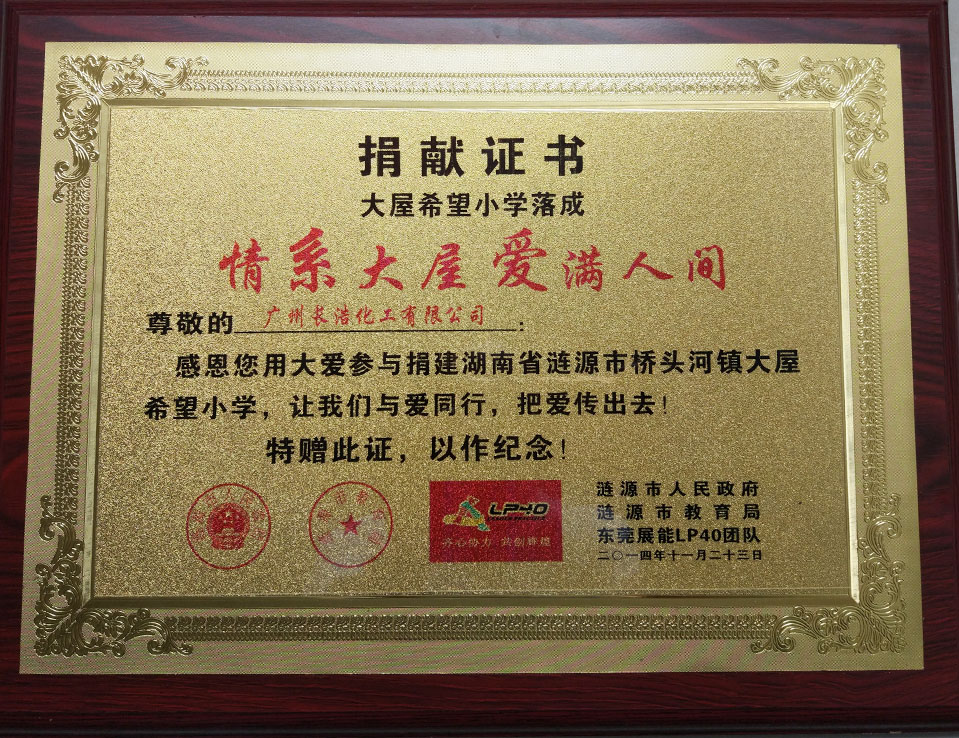 捐献证书
大屋希望小学落成
情系大屋 爱满人间
尊敬的 广州长浩化工有限公司：
感恩您用大爱参与捐建湖南省涟源市桥头河镇大屋
希望小学，让我们与爱同行，把爱传出去！
特赠此证，以作纪念！
LP40
齐心协力 共创辉煌
涟源市人民政府
涟源市教育局
东莞展能LP40团队
二〇一四年十一月二十三日